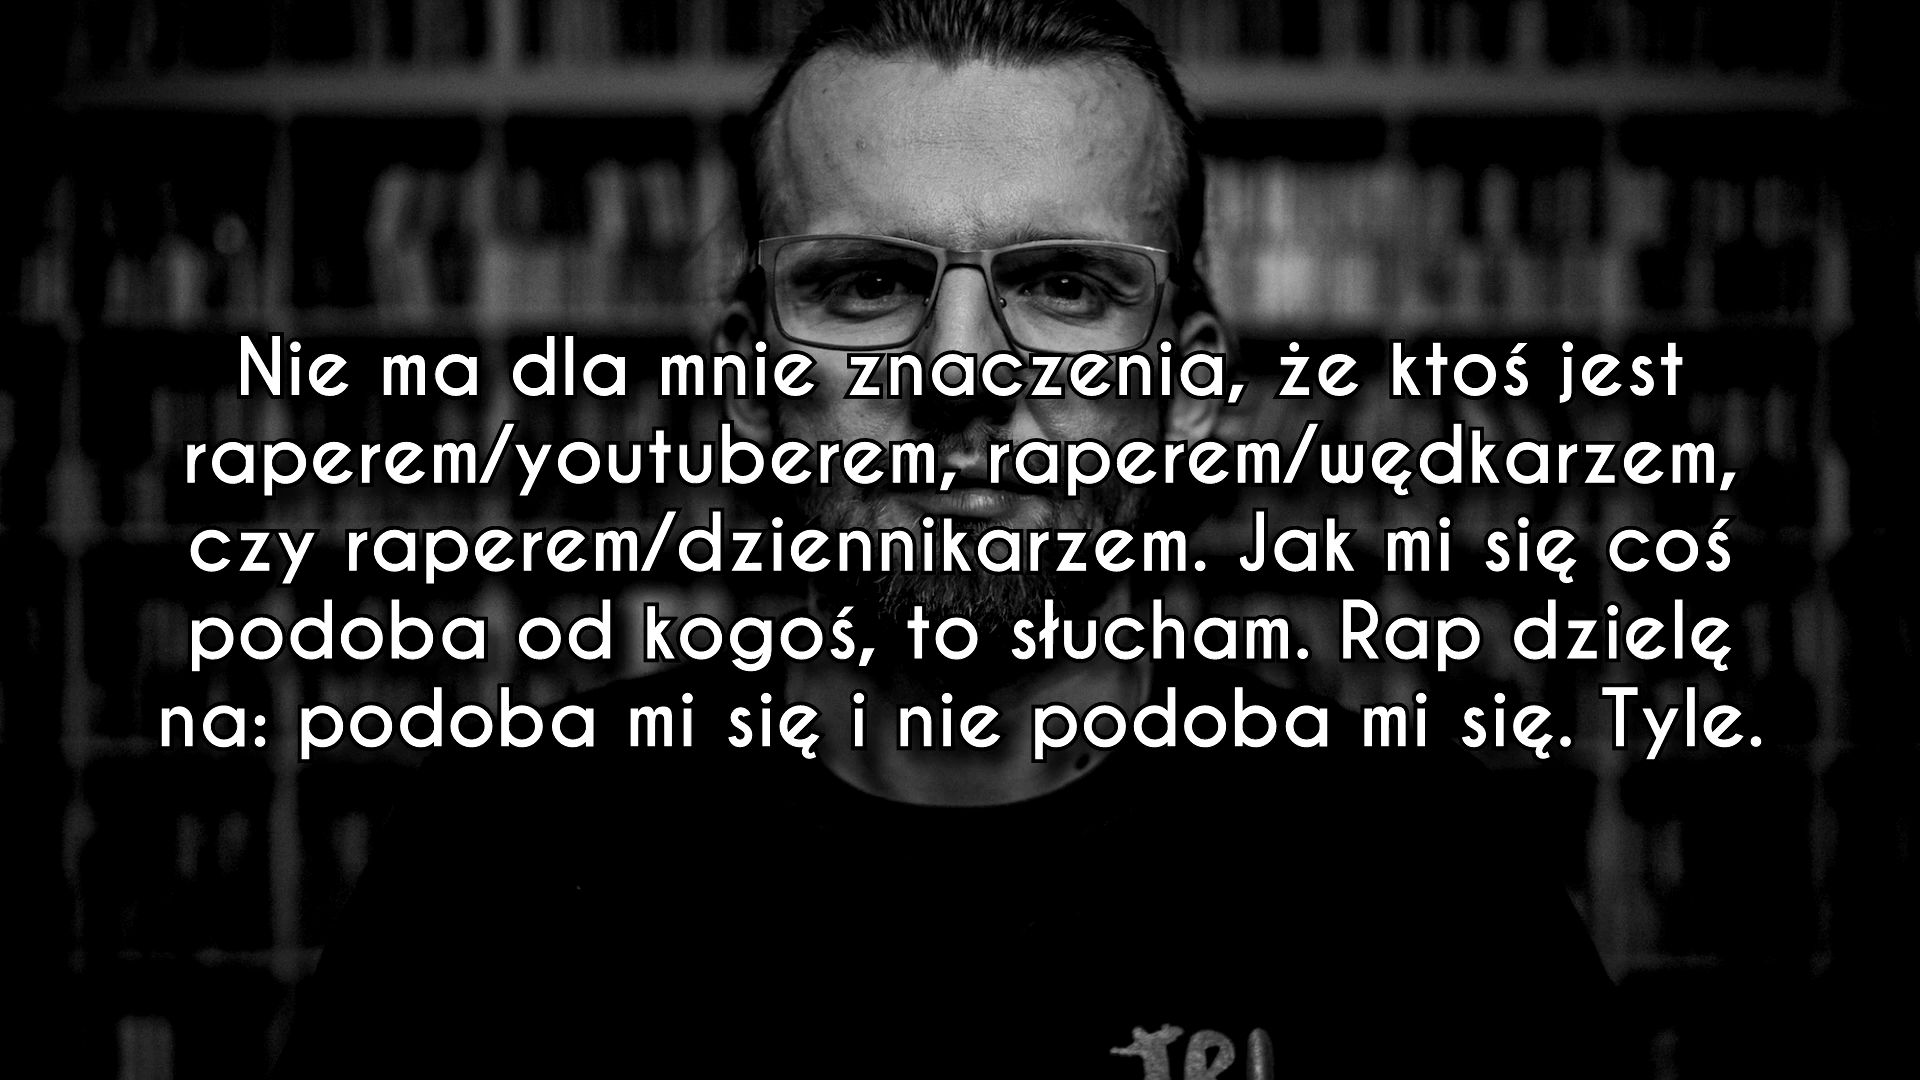 Nie ma dla mnie znaczenia, że ktoś jest
raperem/youtuberem, raperem/wędkarzem,
czy raperem/dziennikarzem. Jak mi się coś
podoba od kogoś, to słucham. Rap dzielę
na: podoba mi się i nie podoba mi się. Tyle.